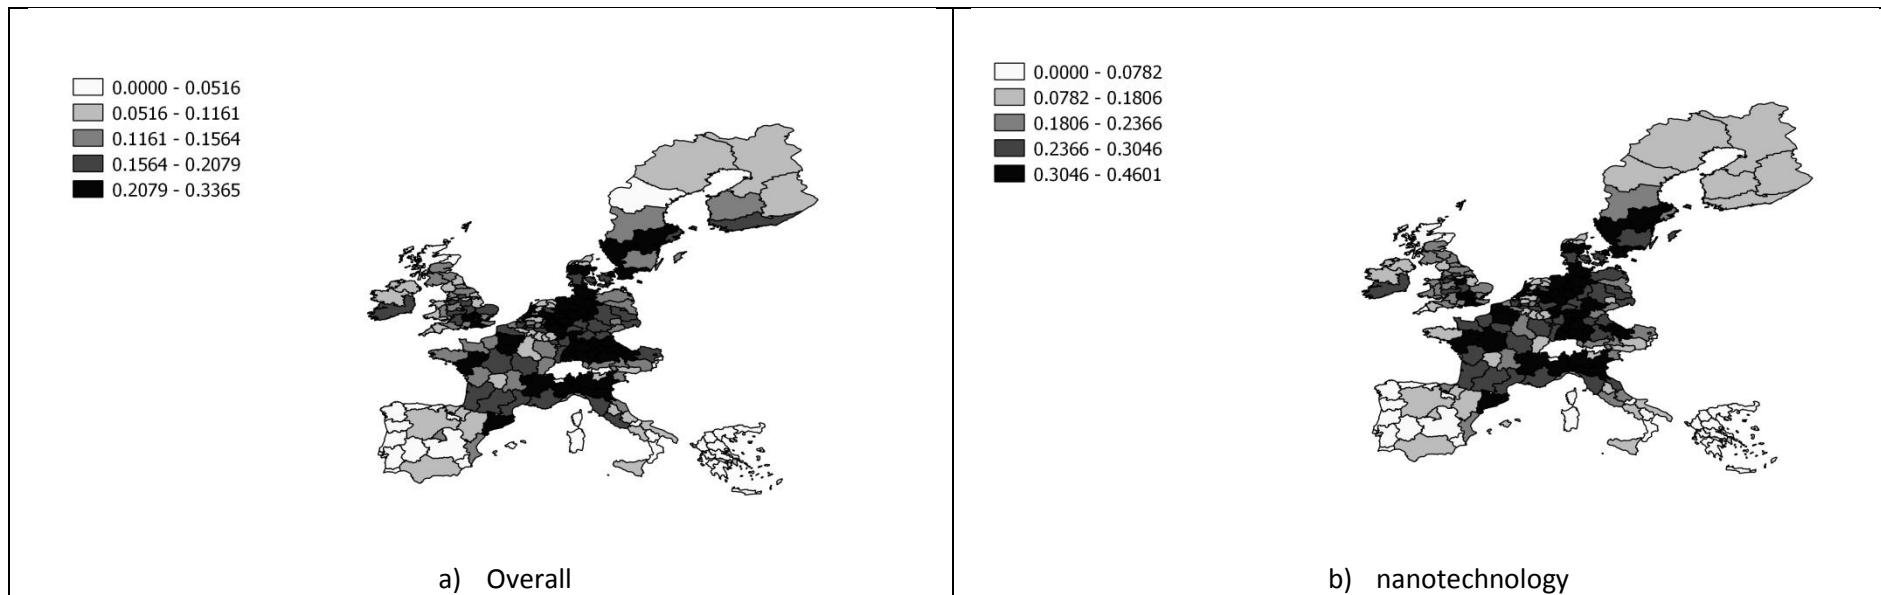 0.0000 - 0.0516
0.0516 - 0.1161
0.1161 - 0.1564
0.1564 - 0.2079
0.2079 - 0.3365
a) Overall
0.0000 - 0.0782
0.0782 - 0.1806
0.1806 - 0.2366
0.2366 - 0.3046
0.3046 - 0.4601
b) nanotechnology